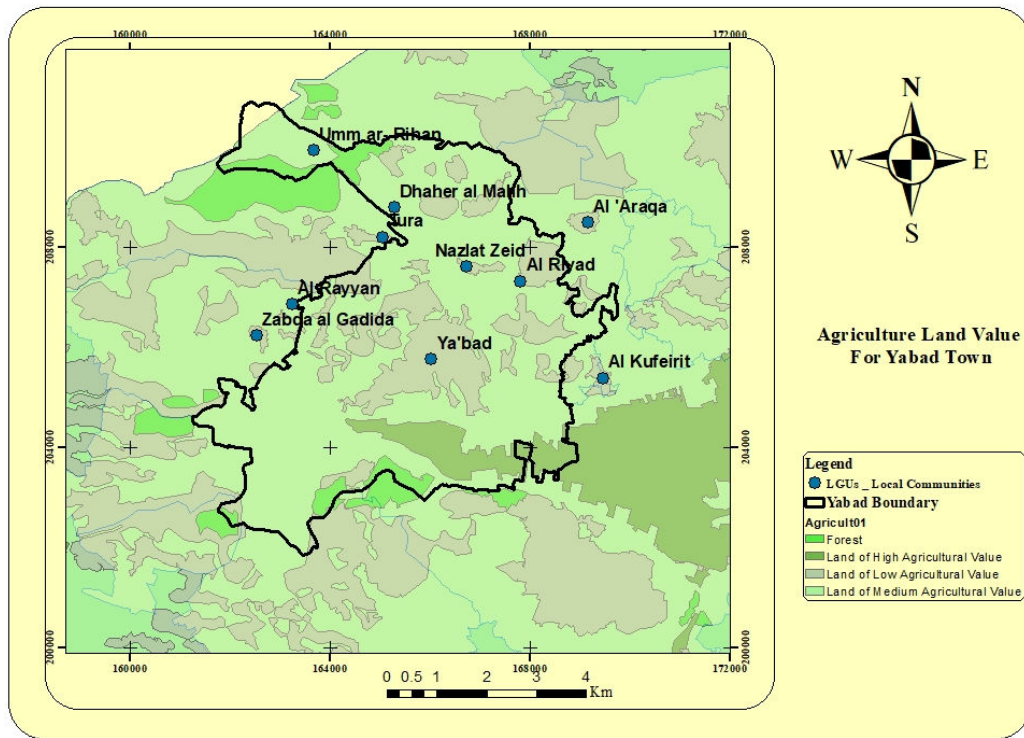 160000 164000 168000 172000
N
W E
S
Umm ar- Rihan
Dhaher al Malih
Al 'Araqa
Tura
208000 208000
Nazlat Zeid
Al Riyad
Al Rayyan
Zabda al Gadida
Ya'bad
Al Kufeirit
Agriculture Land Value
For Yabad Town
204000 204000
Legend
LGUs _ Local Communities
Yabad Boundary
Agricult01
Forest
Land of High Agricultural Value
Land of Low Agricultural Value
Land of Medium Agricultural Value
200000 200000
160000 164000 168000 172000
0 0.5 1 2 3 4
Km